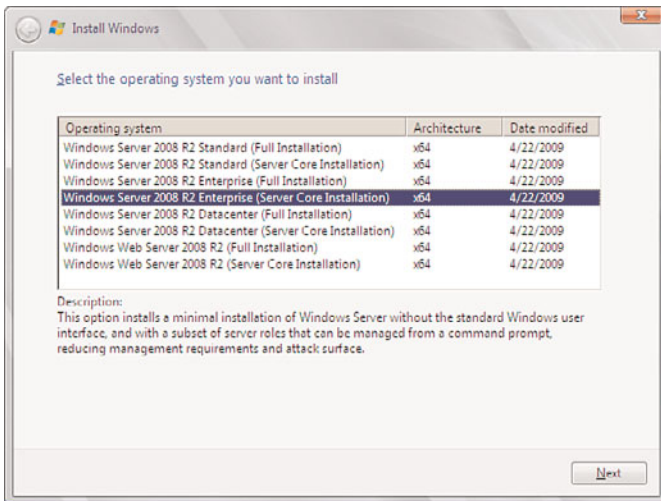 Install Windows
Select the operating system you want to install
Operating system Architecture Date modified
Windows Server 2008 R2 Standard (Full Installation) x64 4/22/2009
Windows Server 2008 R2 Standard (Server Core Installation) x64 4/22/2009
Windows Server 2008 R2 Enterprise (Full Installation) x64 4/22/2009
Windows Server 2008 R2 Enterprise (Server Core Installation) x64 4/22/2009
Windows Server 2008 R2 Datacenter (Full Installation) x64 4/22/2009
Windows Server 2008 R2 Datacenter (Server Core Installation) x64 4/22/2009
Windows Web Server 2008 R2 (Full Installation) x64 4/22/2009
Windows Web Server 2008 R2 (Server Core Installation) x64 4/22/2009
Description:
This option installs a minimal installation of Windows Server without the standard Windows user
interface, and with a subset of server roles that can be managed from a command prompt,
reducing management requirements and attack surface.
Next